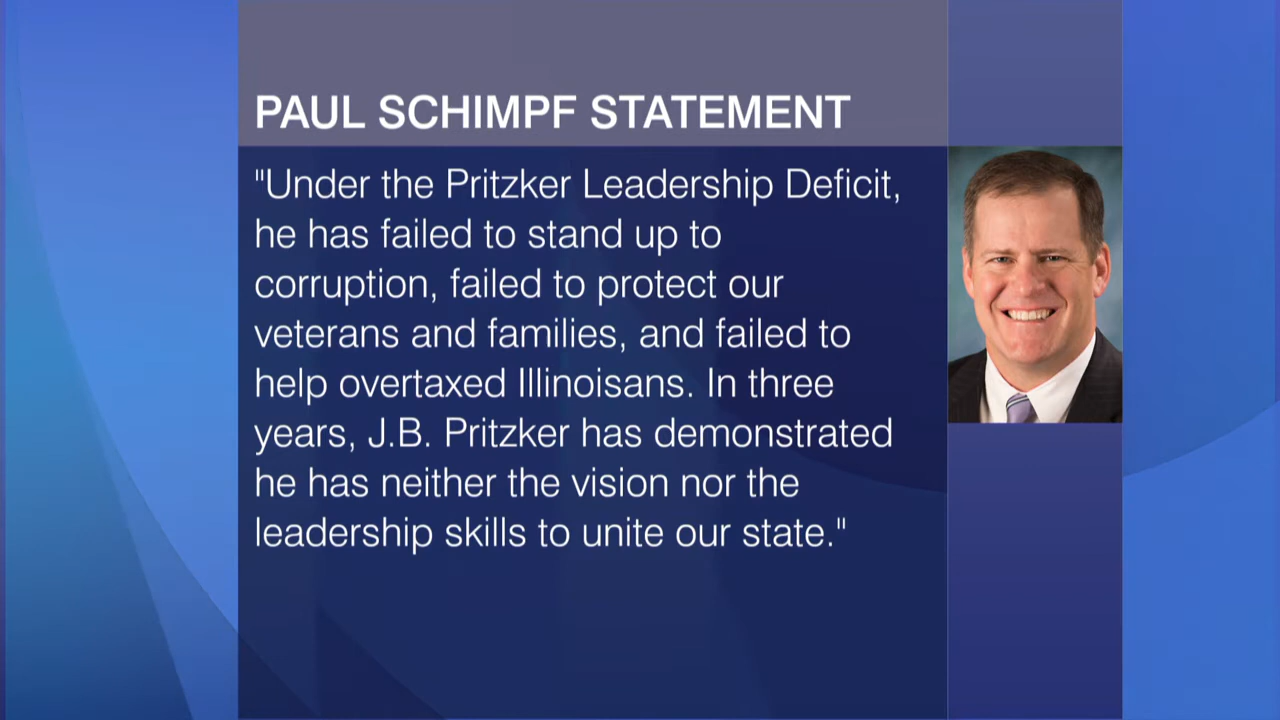 PAUL SCHIMPF STATEMENT
"Under the Pritzker Leadership Deficit,
he has failed to stand up to
corruption, failed to protect our
veterans and families, and failed to
help overtaxed Illinoisans. In three
years, J.B. Pritzker has demonstrated
he has neither the vision nor the
leadership skills to unite our state."